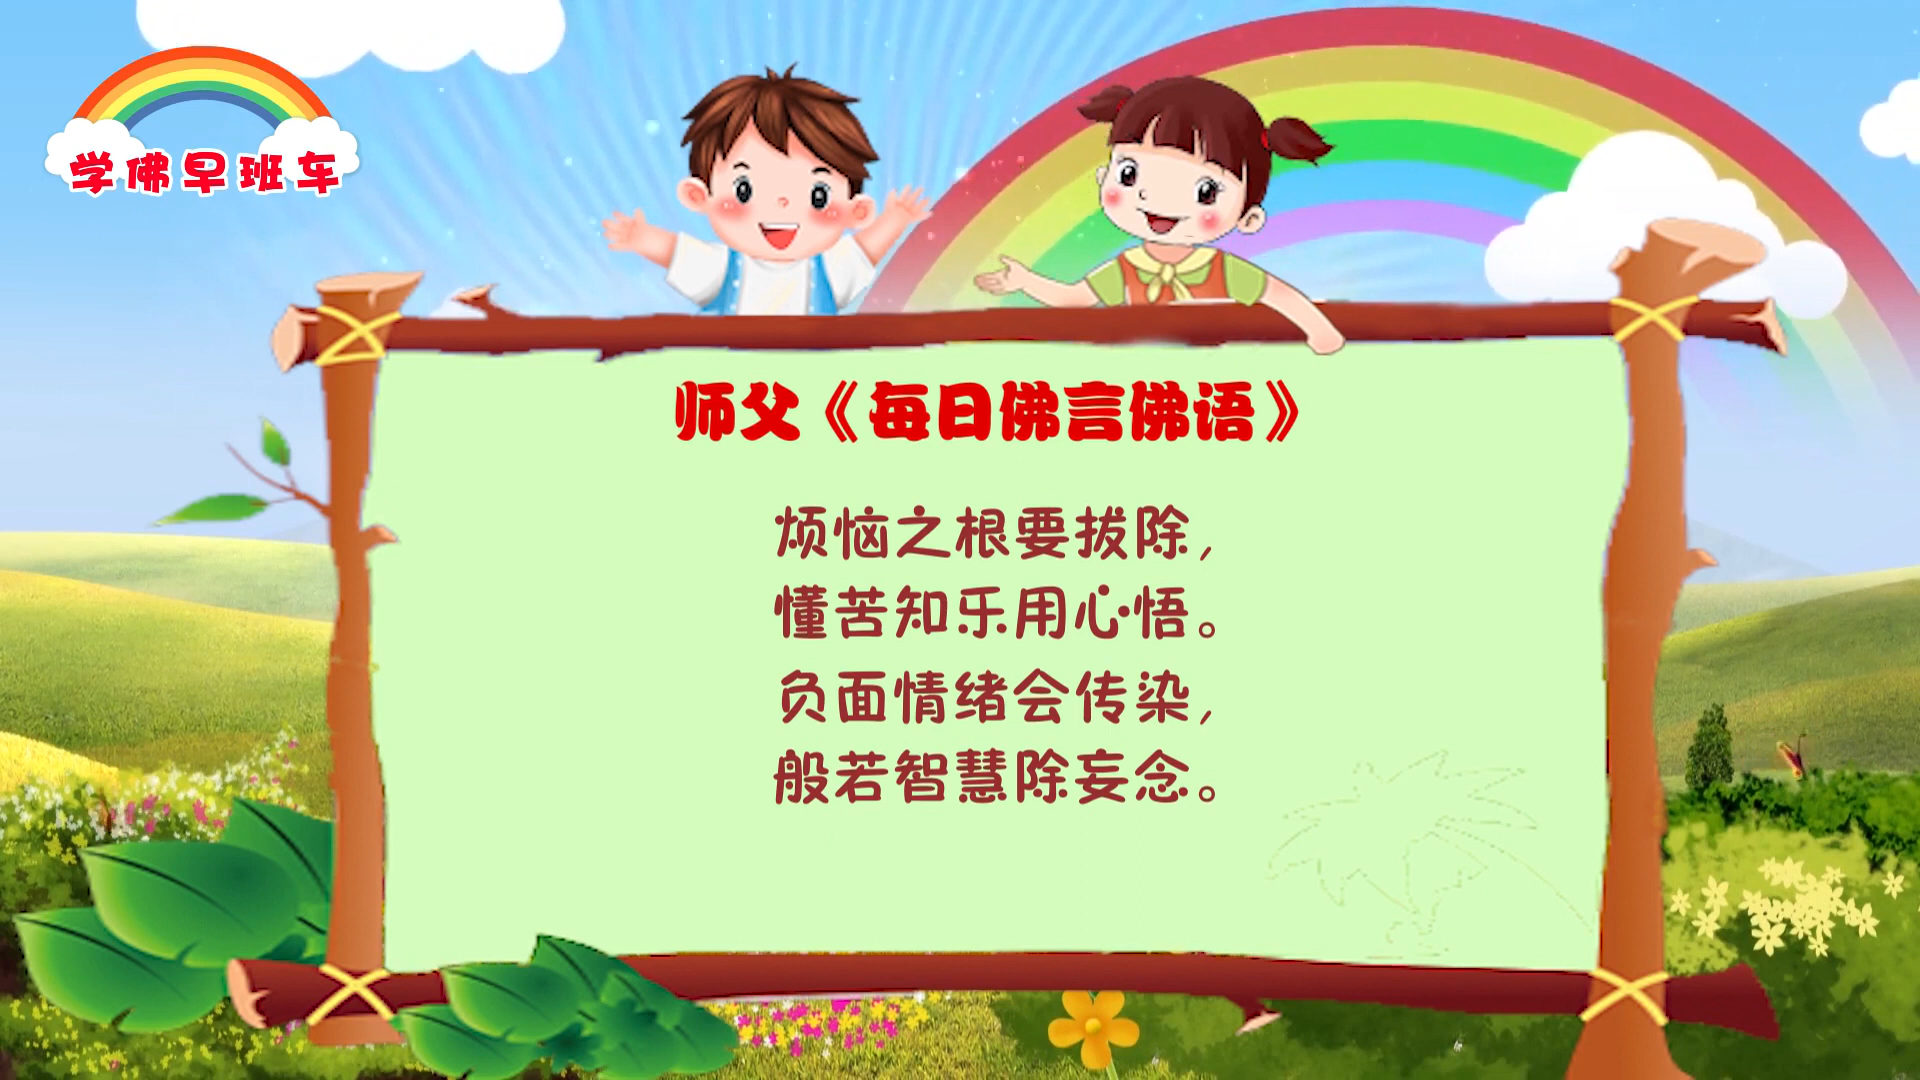 学佛早班车
师父《每日佛言佛语》
烦恼之根要拔除，
懂苦知乐用心悟。
负面情绪会传染，
般若智慧除妄念。